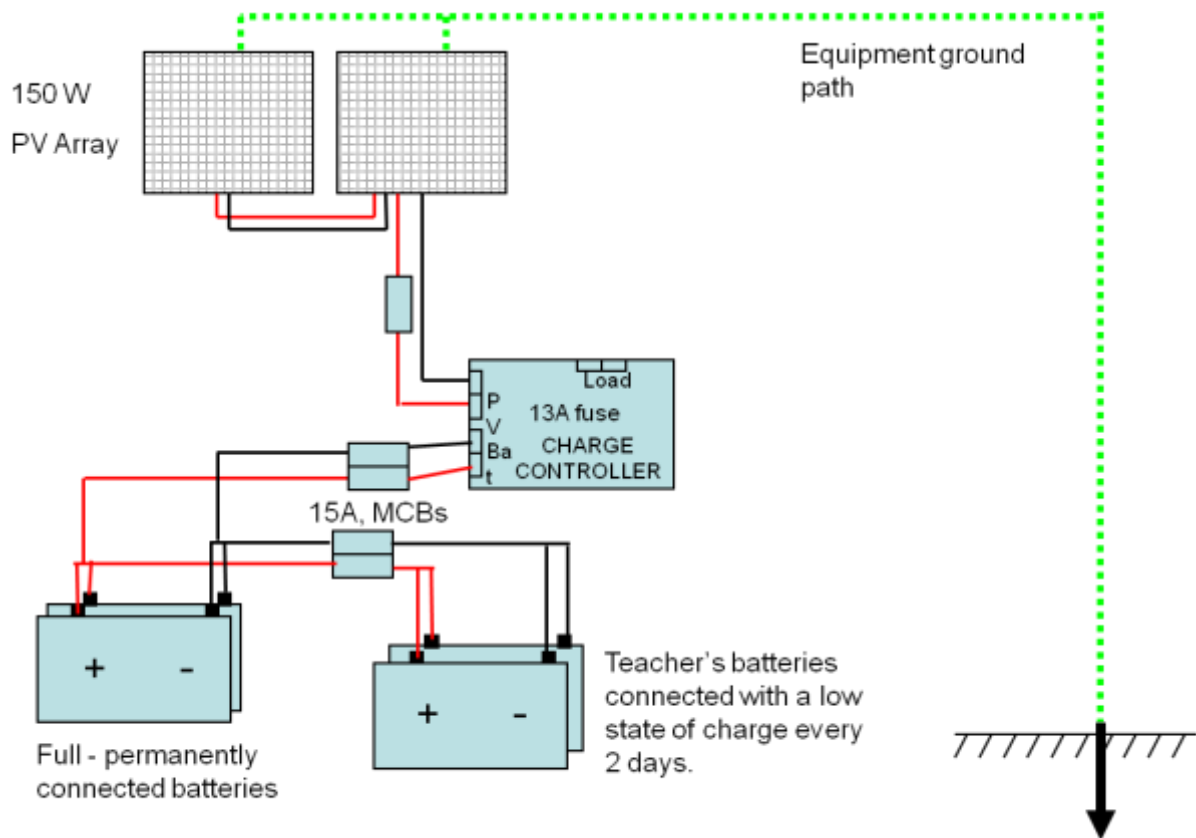 Equipment ground
path
150 W
PV Array
Load
P
V
13A fuse
Ba
t
CHARGE
CONTROLLER
15A, MCBs
+ -
+ -
Teacher's batteries
connected with a low
state of charge every
2 days.
Full - permanently
connected batteries